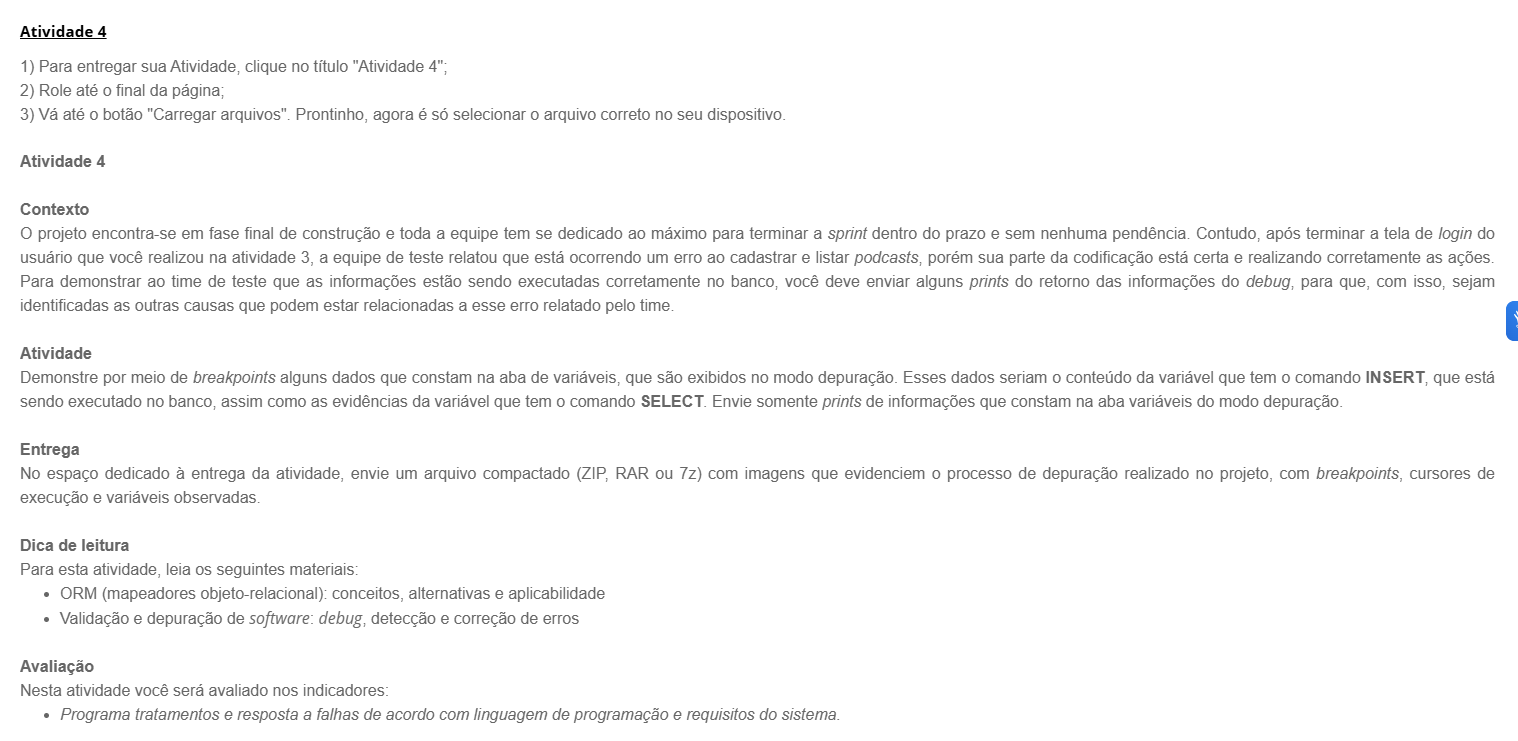 Atividade 4
1) Para entregar sua Atividade, clique no título "Atividade 4";
2) Role até o final da página;
3) Vá até o botão "Carregar arquivos". Prontinho, agora é só selecionar o arquivo correto no seu dispositivo.
Atividade 4
Contexto
O projeto encontra-se em fase final de construção e toda a equipe tem se dedicado ao máximo para terminar a sprint dentro do prazo e sem nenhuma pendência. Contudo, após terminar a tela de login do
usuário que você realizou na atividade 3, a equipe de teste relatou que está ocorrendo um erro ao cadastrar e listar podcasts, porém sua parte da codificação está certa e realizando corretamente as ações.
Para demonstrar ao time de teste que as informações estão sendo executadas corretamente no banco, você deve enviar alguns prints do retorno das informações do debug, para que, com isso, sejam
identificadas as outras causas que podem estar relacionadas a esse erro relatado pelo time.
Atividade
Demonstre por meio de breakpoints alguns dados que constam na aba de variáveis, que são exibidos no modo depuração. Esses dados seriam o conteúdo da variável que tem o comando INSERT, que está
sendo executado no banco, assim como as evidências da variável que tem o comando SELECT. Envie somente prints de informações que constam na aba variáveis do modo depuração.
Entrega
No espaço dedicado à entrega da atividade, envie um arquivo compactado (ZIP, RAR ou 7z) com imagens que evidenciem o processo de depuração realizado no projeto, com breakpoints, cursores de
execução e variáveis observadas.
Dica de leitura
Para esta atividade, leia os seguintes materiais:
• ORM (mapeadores objeto-relacional): conceitos, alternativas e aplicabilidade
• Validação e depuração de software: debug, detecção e correção de erros
Avaliação
Nesta atividade você será avaliado nos indicadores:
• Programa tratamentos e resposta a falhas de acordo com linguagem de programação e requisitos do sistema.